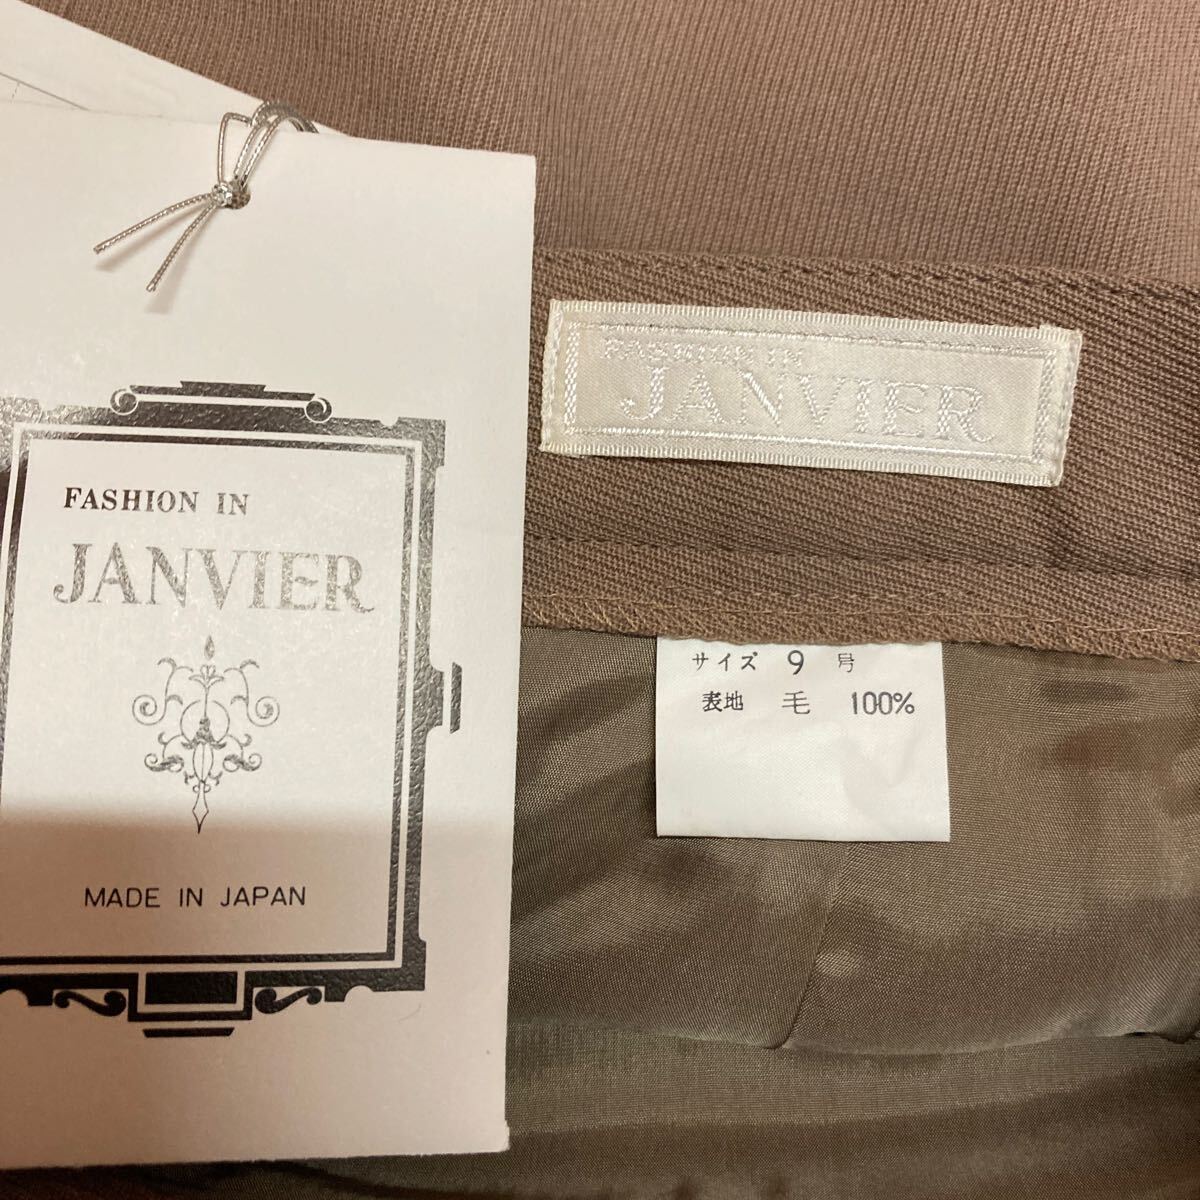 FASHION IN
JANVIER
MADE IN JAPAN
FASHION IN
JANVIER
サイズ 9 号
表地 毛 100%